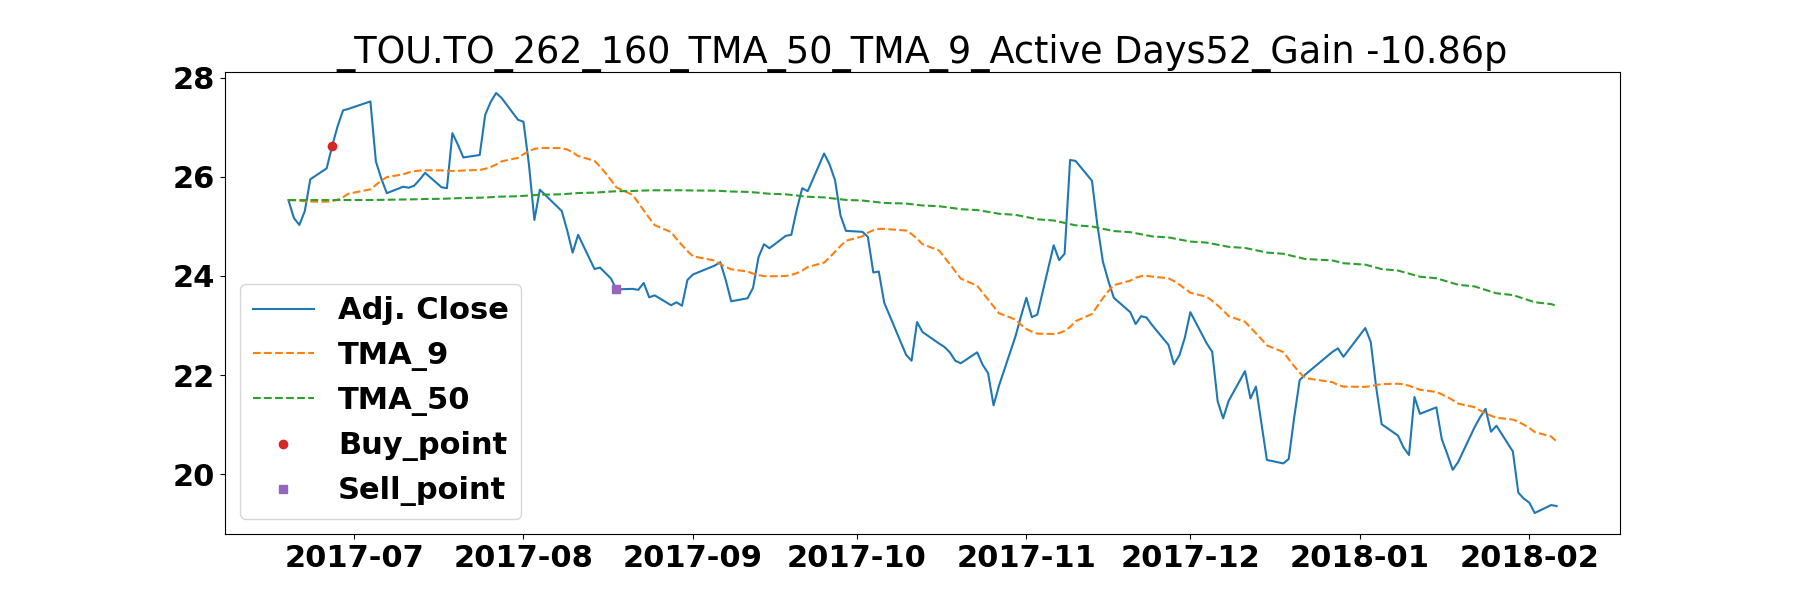 _TOU.TO_262_160_TMA_50_TMA_9_Active Days52_Gain -10.86p
28
26
24
22
20
Adj. Close
TMA_9
TMA_50
Buy_point
Sell_point
2017-07 2017-08 2017-09 2017-10 2017-11 2017-12 2018-01 2018-02